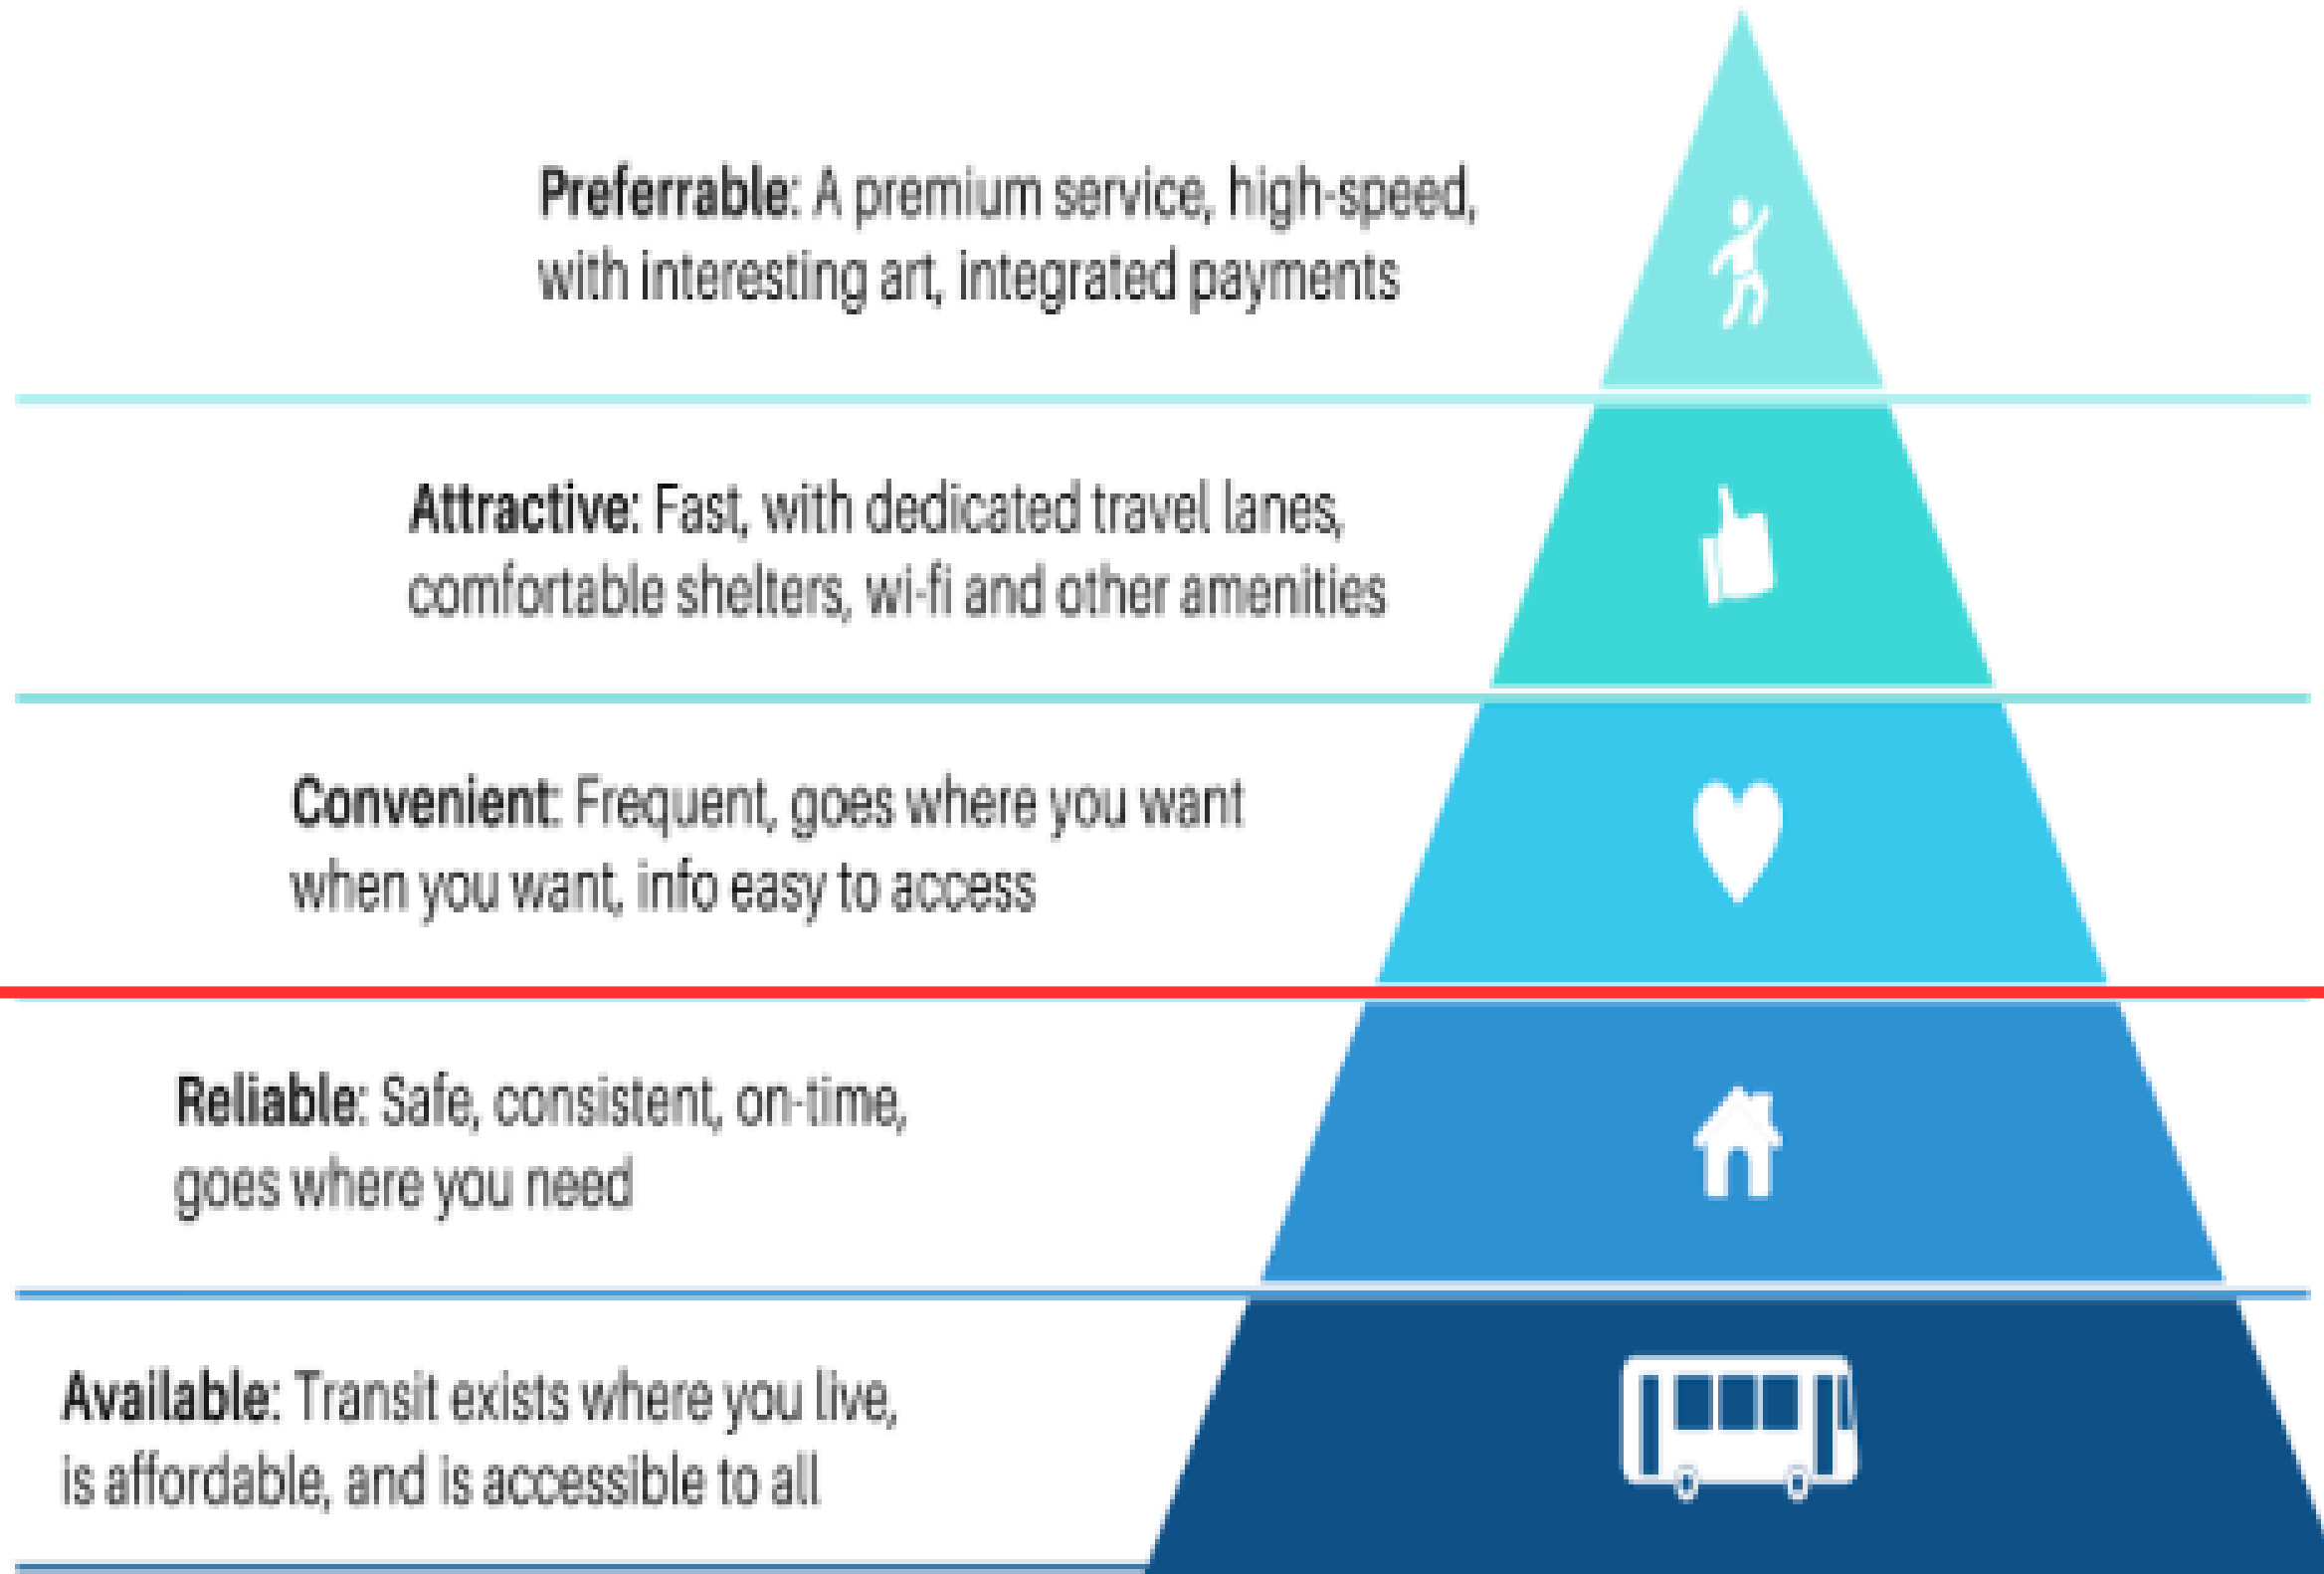 Preferrable: A premium service, high-speed,
with interesting art, integrated payments
Attractive: Fast, with dedicated travel lanes,
comfortable shelters, wi-fi and other amenities
Convenient: Frequent, goes where you want
when you want, info easy to access
Reliable: Safe, consistent, on-time,
goes where you need
Available: Transit exists where you live,
is affordable, and is accessible to all